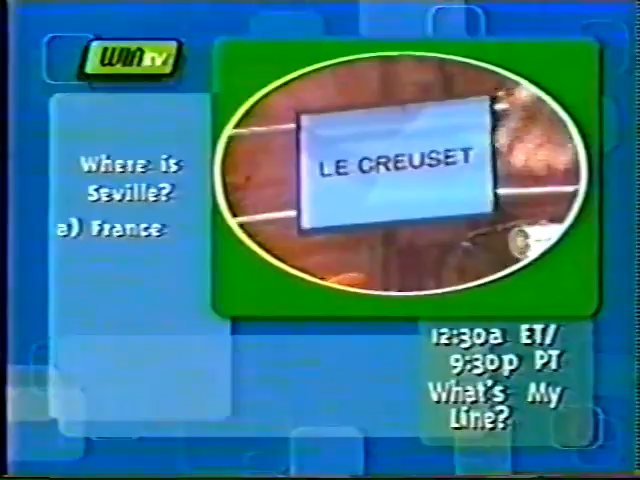 WIN TV
Where is
Seville?
a) France
LE CREUSET
12:30a ET/
9:30p PT
What's My
Line?